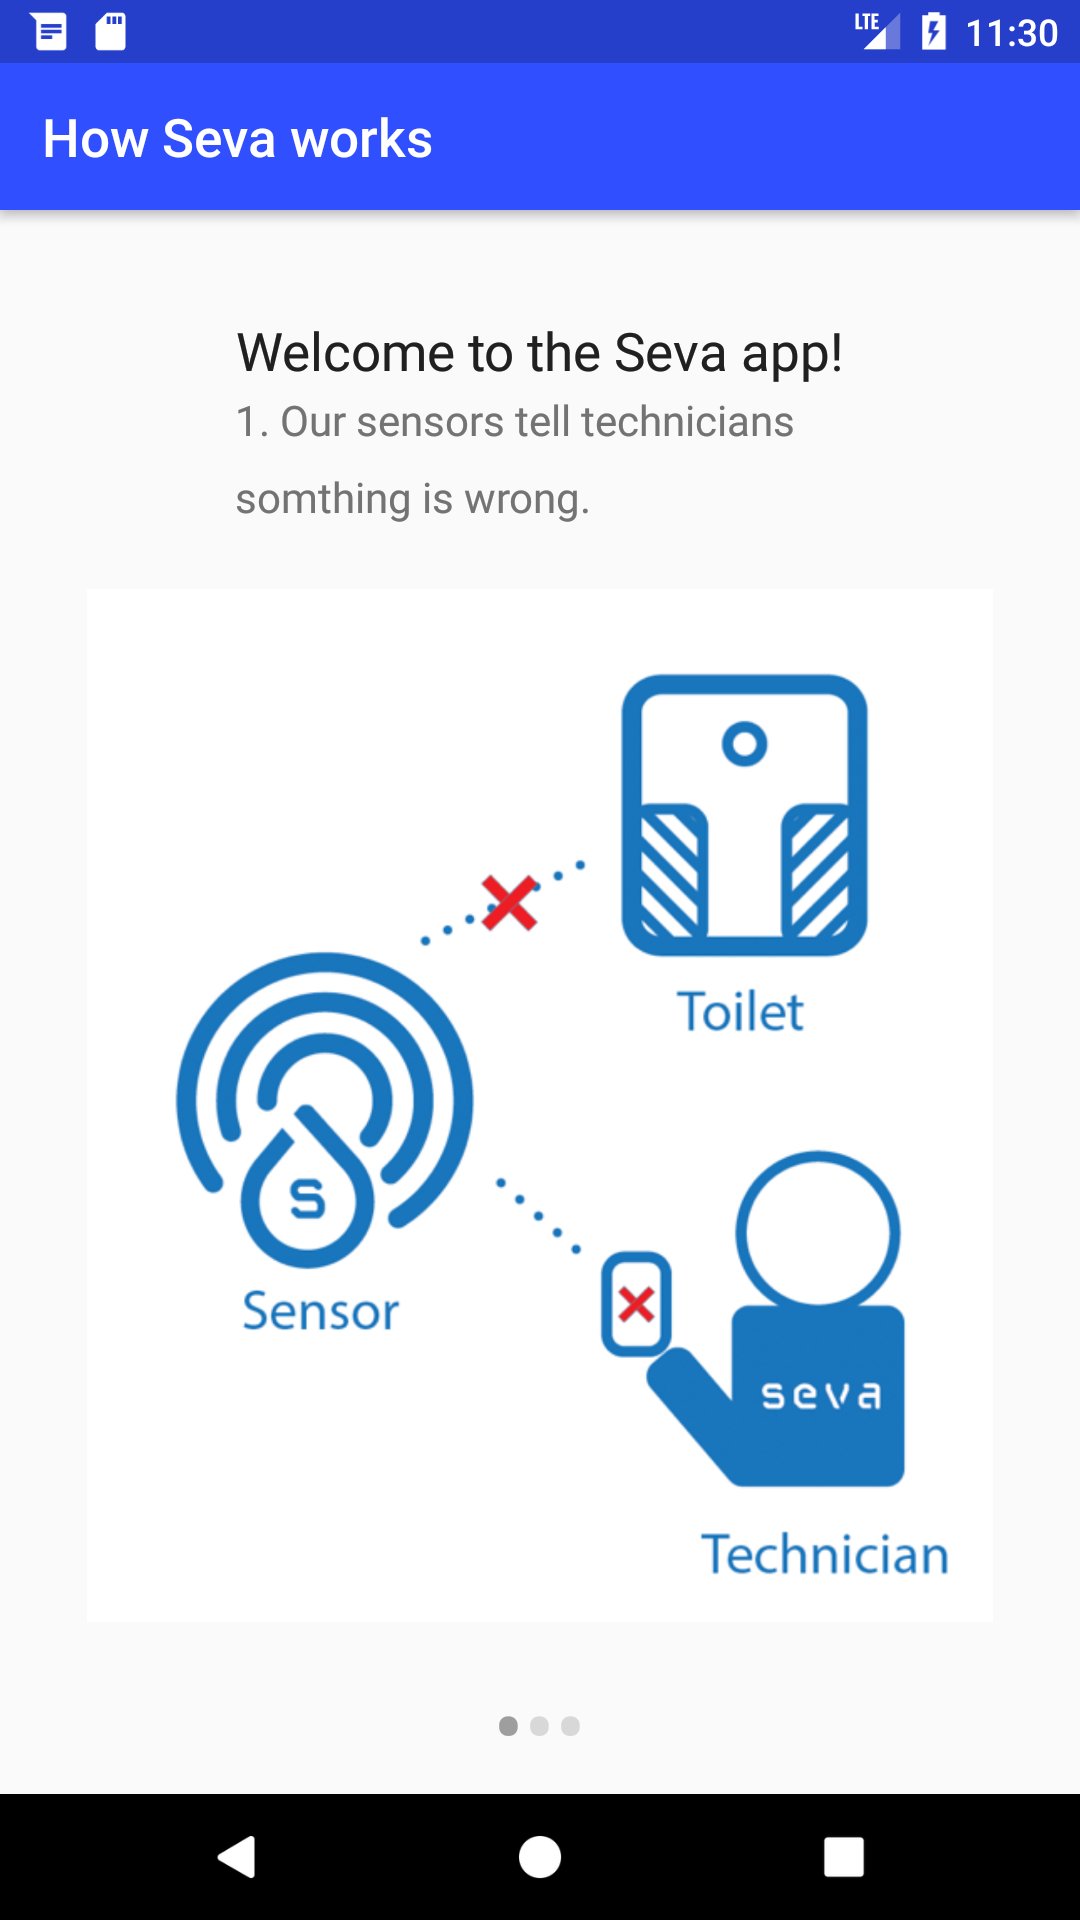 LTE 11:30
How Seva works
Welcome to the Seva app!
1. Our sensors tell technicians
somthing is wrong.
Toilet
S
Sensor
seva
Technician